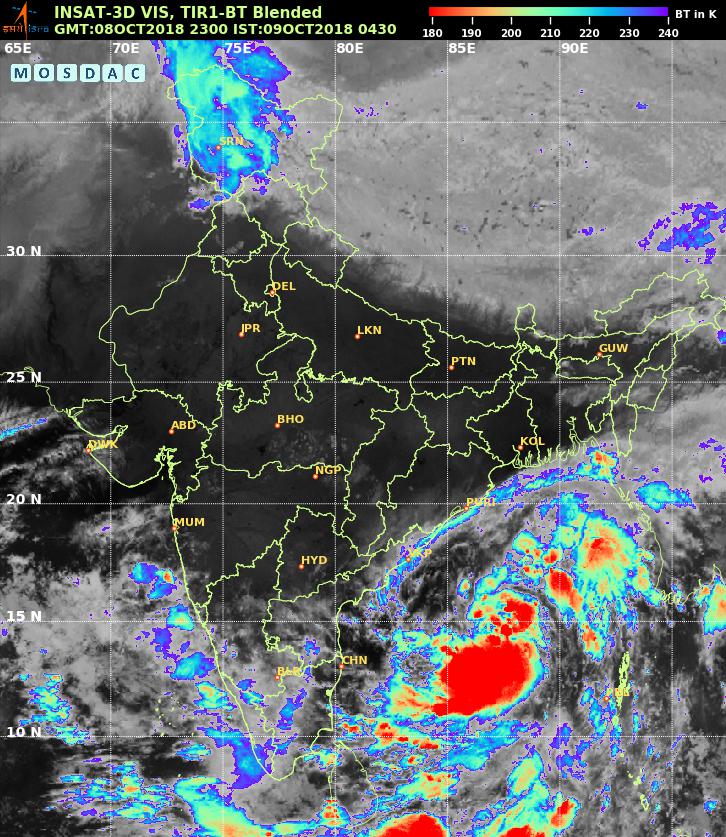 INSAT-3D VIS, TIR1-BT Blended
GMT:08OCT2018 2300 IST:09OCT2018 0430
BT in K
180 190 200 210 220 230 240
65E 70E 75E 80E 85E 90E
MOSDAC
SRN
30 N
DEL
JPR LKN
GUW
PTN
25 N
ABD BHO
DWK KOL
NGP
20 N PURI
MUM
HYD
15 N
CHN
10 N